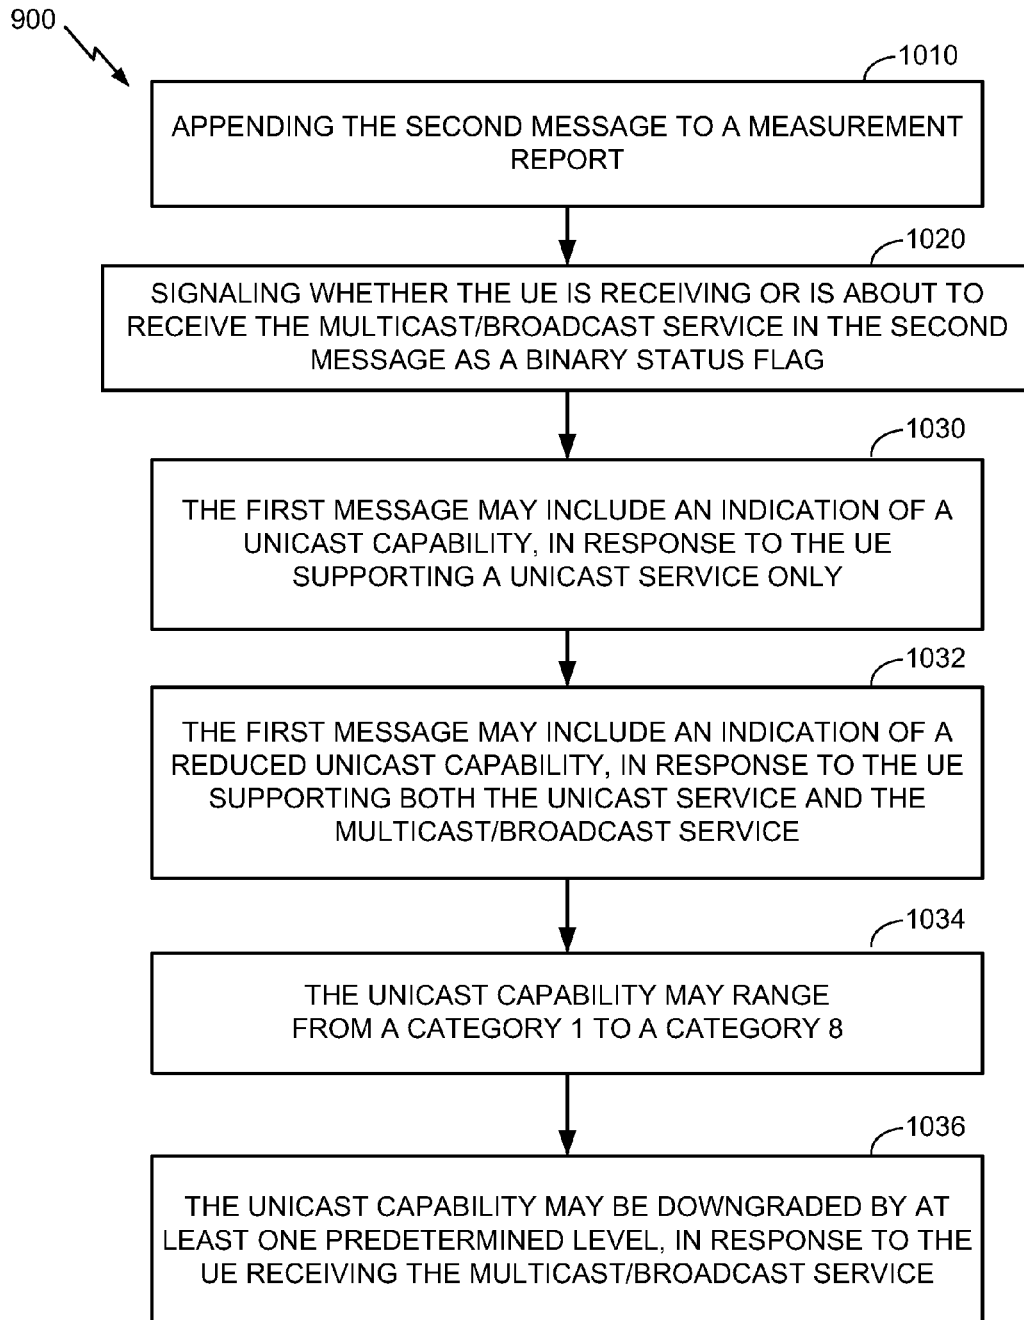 900
1010
APPENDING THE SECOND MESSAGE TO A MEASUREMENT
REPORT
1020
SIGNALING WHETHER THE UE IS RECEIVING OR IS ABOUT TO
RECEIVE THE MULTICAST/BROADCAST SERVICE IN THE SECOND
MESSAGE AS A BINARY STATUS FLAG
1030
THE FIRST MESSAGE MAY INCLUDE AN INDICATION OF A
UNICAST CAPABILITY, IN RESPONSE TO THE UE
SUPPORTING A UNICAST SERVICE ONLY
1032
THE FIRST MESSAGE MAY INCLUDE AN INDICATION OF A
REDUCED UNICAST CAPABILITY, IN RESPONSE TO THE UE
SUPPORTING BOTH THE UNICAST SERVICE AND THE
MULTICAST/BROADCAST SERVICE
1034
THE UNICAST CAPABILITY MAY RANGE
FROM A CATEGORY 1 TO A CATEGORY 8
1036
THE UNICAST CAPABILITY MAY BE DOWNGRADED BY AT
LEAST ONE PREDETERMINED LEVEL, IN RESPONSE TO THE
UE RECEIVING THE MULTICAST/BROADCAST SERVICE